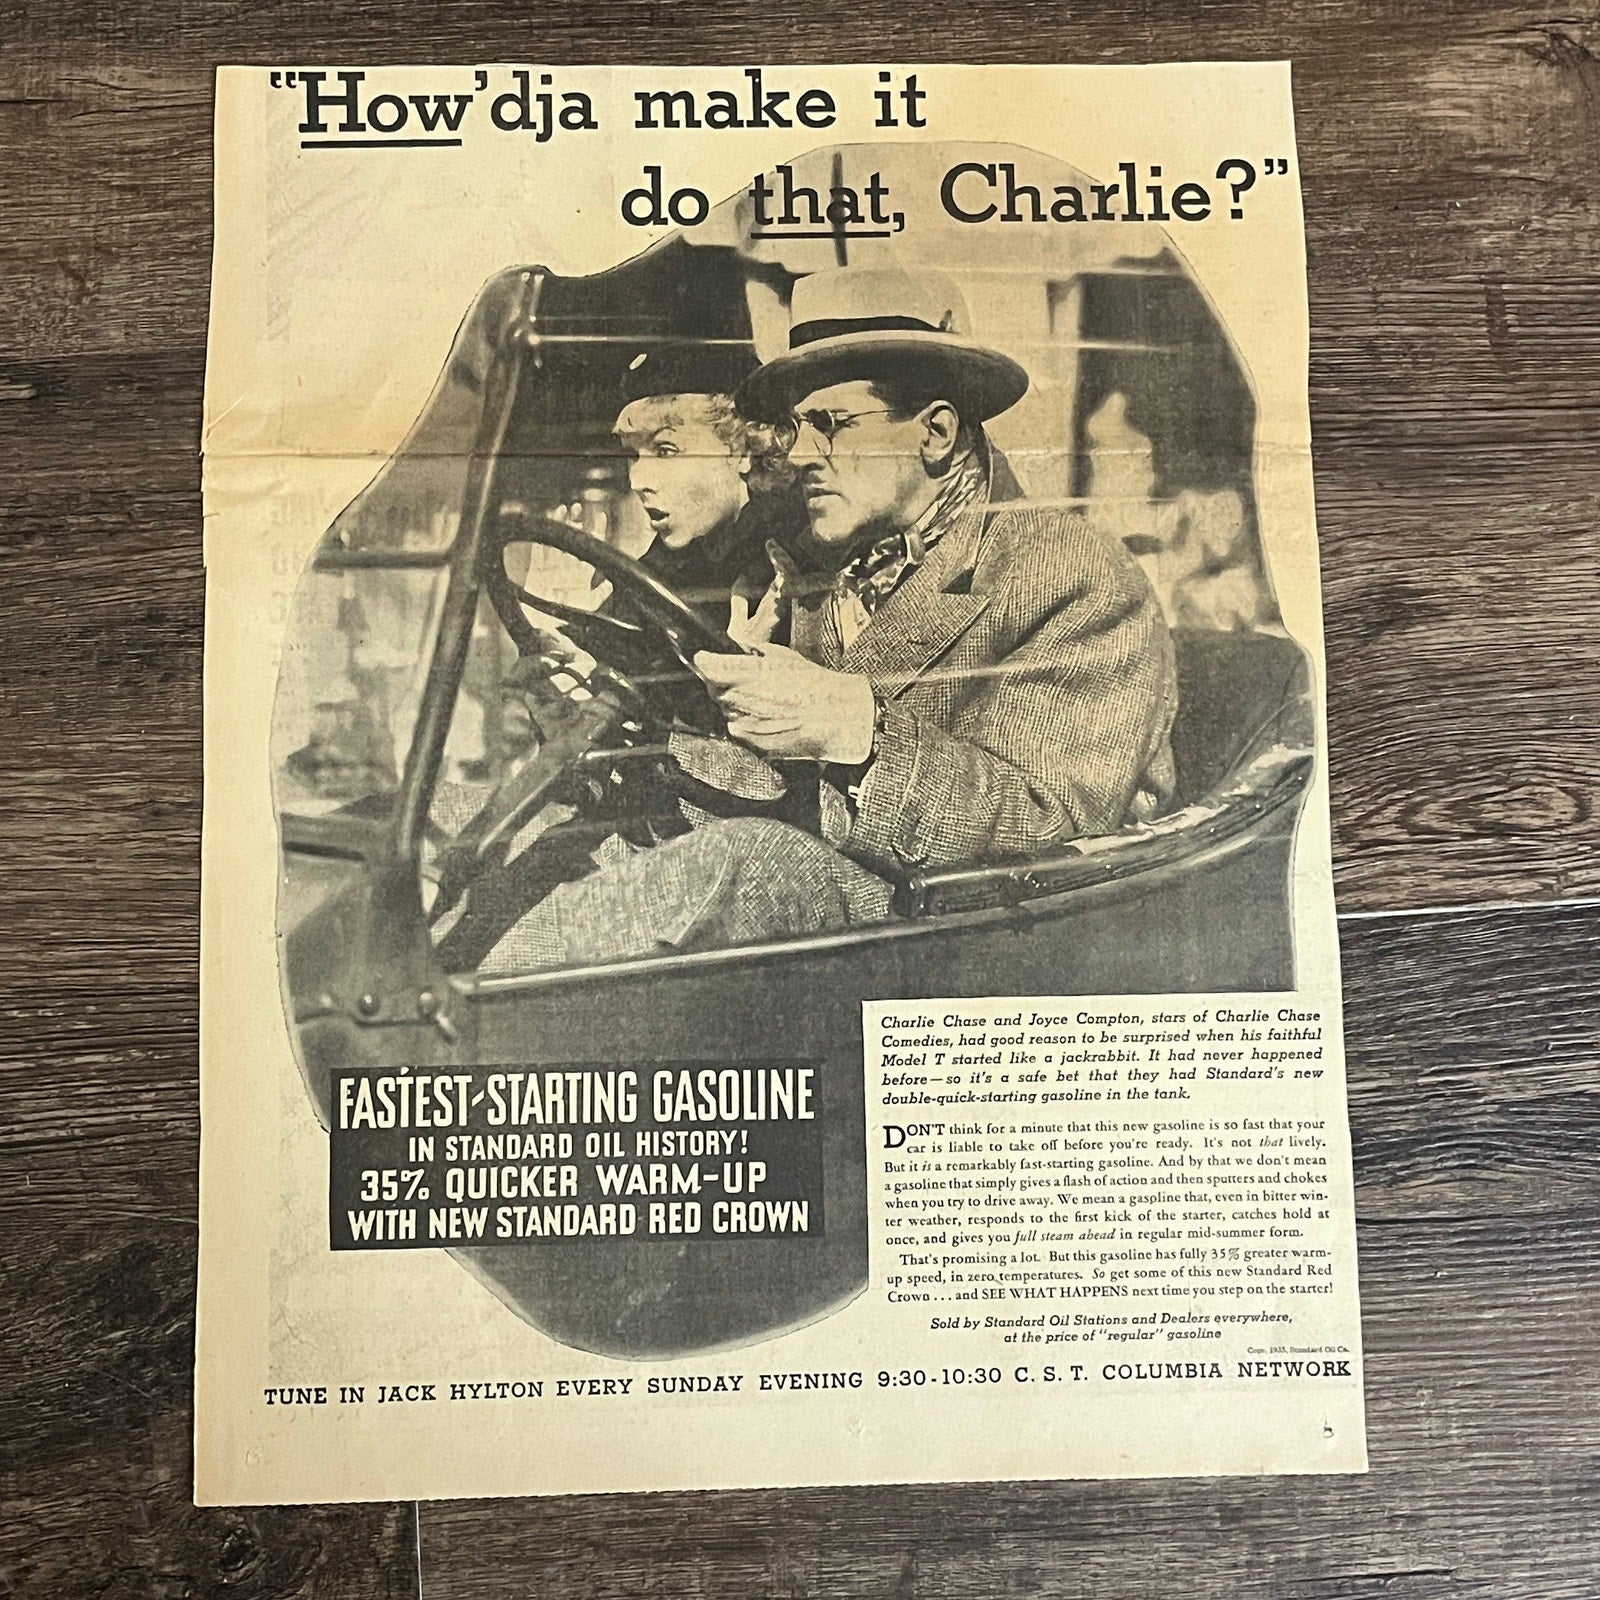 "How'dja make it
do that, Charlie?"
FASTEST-STARTING GASOLINE
IN STANDARD OIL HISTORY!
35% QUICKER WARM-UP
WITH NEW STANDARD RED CROWN
Charlie Chase and Joyce Compton, stars of Charlie Chase
Comedies, had good reason to be surprised when his faithful
Model T started like a jackrabbit. It had never happened
before—so it's a safe bet that they had Standard's new
double-quick-starting gasoline in the tank.
DON'T think for a minute that this new gasoline is so fast that your
car is liable to take off before you're ready. It's not that lively.
But it is a remarkably fast-starting gasoline. And by that we don't mean
a gasoline that simply gives a flash of action and then sputters and chokes
when you try to drive away. We mean a gasoline that, even in bitter win-
ter weather, responds to the first kick of the starter, catches hold at
once, and gives you full steam ahead in regular mid-summer form.
That's promising a lot. But this gasoline has fully 35% greater warm-
up speed, in zero temperatures. So get some of this new Standard Red
Crown . . . and SEE WHAT HAPPENS next time you step on the starter!
Sold by Standard Oil Stations and Dealers everywhere,
at the price of "regular" gasoline
Copr. 1935, Standard Oil Co.
TUNE IN JACK HYLTON EVERY SUNDAY EVENING 9:30-10:30 C. S. T. COLUMBIA NETWORK